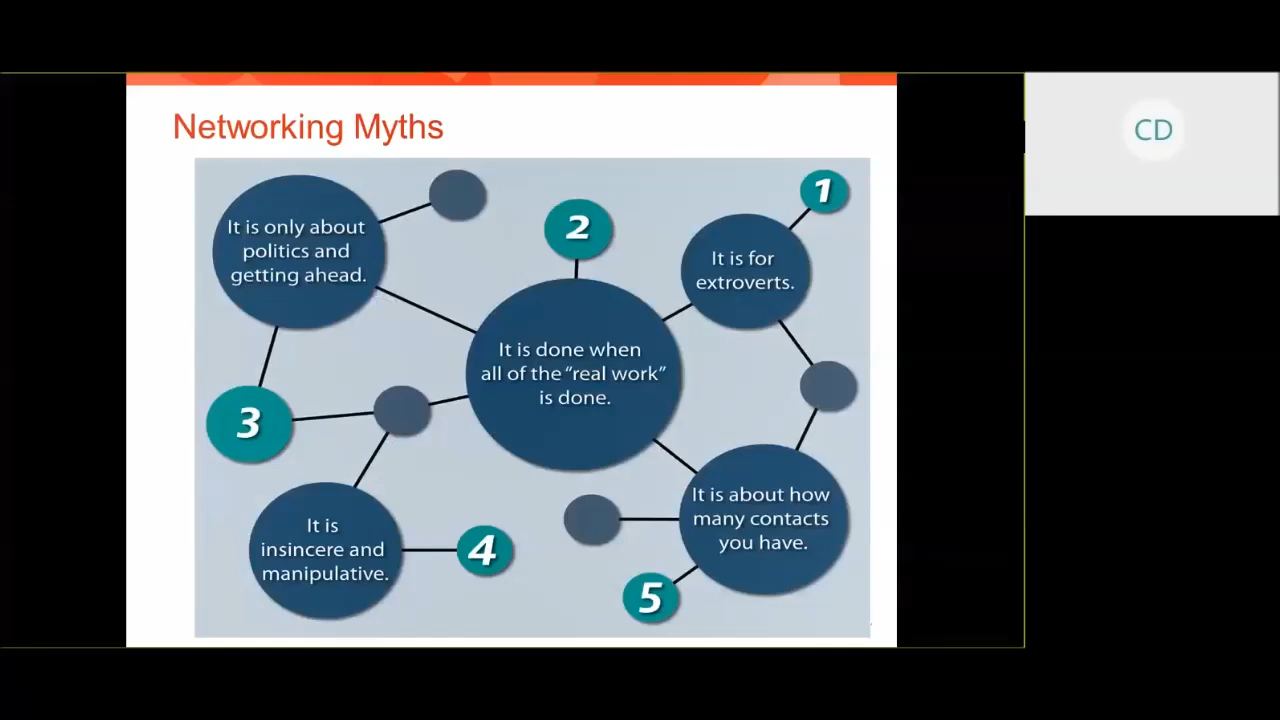 Networking Myths
CD
1
It is for
extroverts.
2
It is done when
all of the “real work”
is done.
It is only about
politics and
getting ahead.
3
It is
insincere and
manipulative.
4
It is about how
many contacts
you have.
5